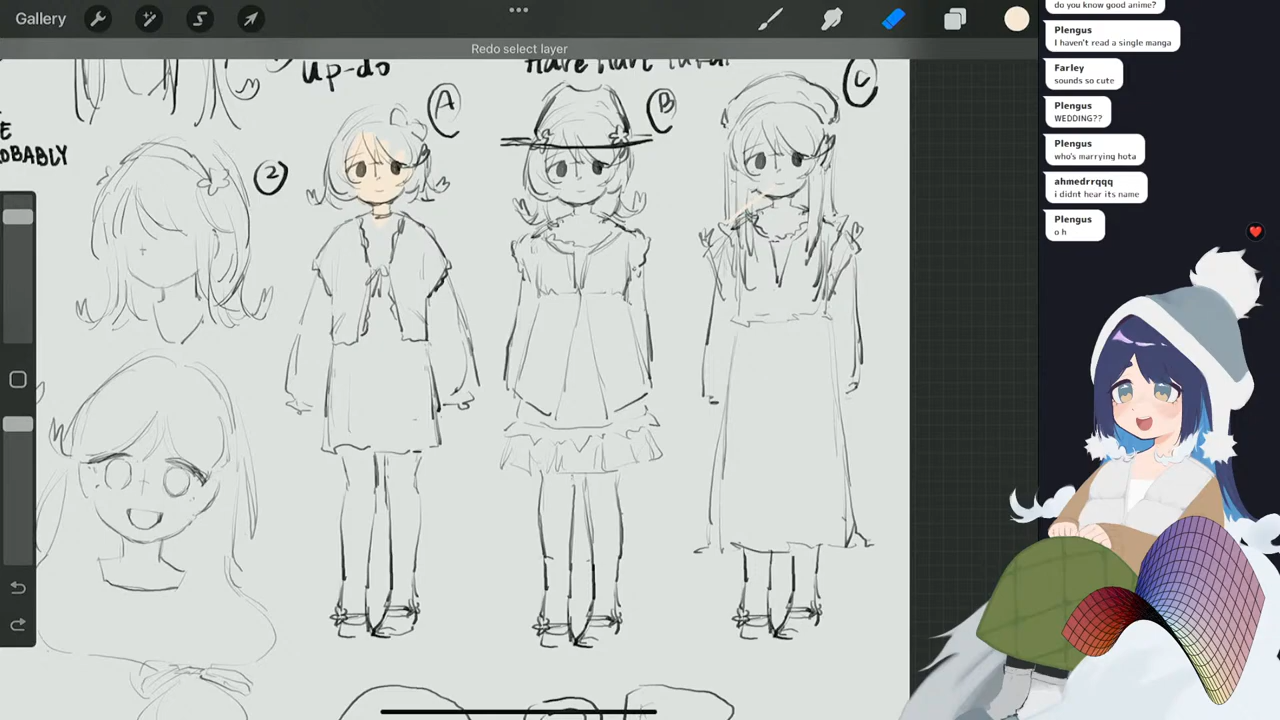 Gallery
Redo select layer
do you know good anime?
Plengus
I haven't read a single manga
Farley
sounds so cute
Plengus
WEDDING??
Plengus
who's marrying hota
ahmedrrqqq
i didnt hear its name
Plengus
o h
up-do
A
B
C
2